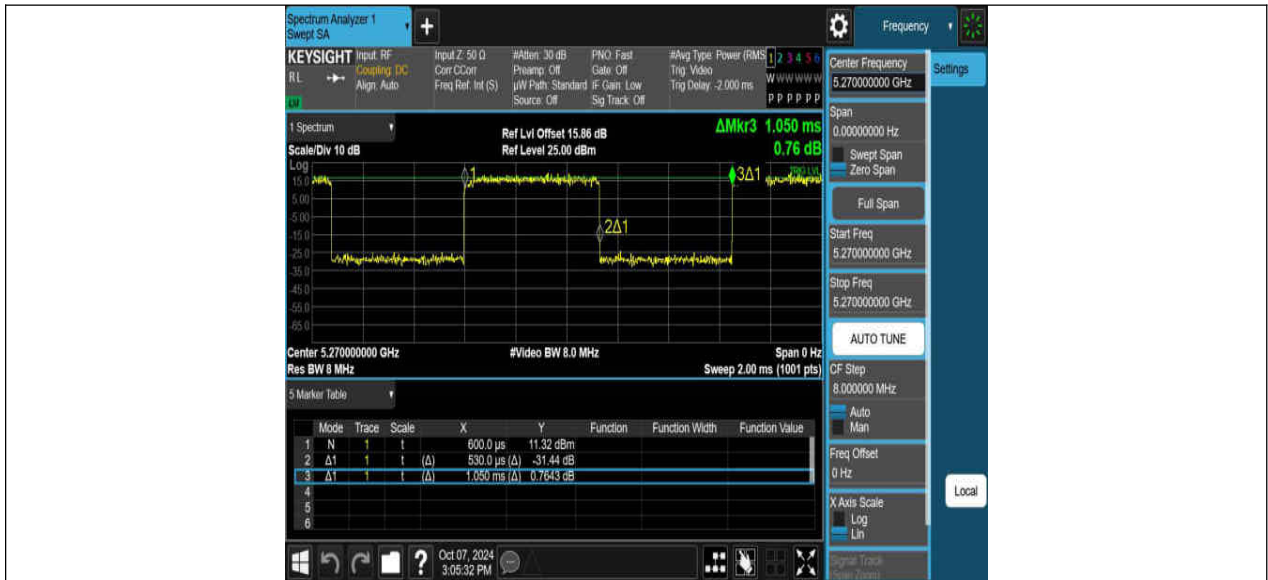 Spectrum Analyzer 1
Swept SA
+
Frequency
KEYSIGHT
RL
Input: RF
Coupling: DC
Align: Auto
Input Z: 50 Ω
Corr CCorr
Freq Ref: Int (S)
#Atten: 30 dB
Preamp: Off
µW Path: Standard
Source: Off
PNO: Fast
Gate: Off
IF Gain: Low
Sig Track: Off
#Avg Type: Power (RMS
Trig: Video
Trig Delay: -2.000 ms
1 2 3 4 5 6
W W W W W W
P P P P P P
Center Frequency
5.270000000 GHz
Settings
Span
0.00000000 Hz
Swept Span
Zero Span
Full Span
Start Freq
5.270000000 GHz
Stop Freq
5.270000000 GHz
AUTO TUNE
CF Step
8.000000 MHz
Auto
Man
Freq Offset
0 Hz
X Axis Scale
Log
Lin
Signal Track
(Span Zoom)
Local
1 Spectrum
Scale/Div 10 dB
Ref Lvl Offset 15.86 dB
Ref Level 25.00 dBm
ΔMkr3 1.050 ms
0.76 dB
Log
15.0
5.00
-5.00
-15.0
-25.0
-35.0
-45.0
-55.0
-65.0
1
2Δ1
3Δ1
TRIG LVL
Center 5.270000000 GHz
Res BW 8 MHz
#Video BW 8.0 MHz
Span 0 Hz
Sweep 2.00 ms (1001 pts)
5 Marker Table
Mode Trace Scale X Y Function Function Width Function Value
1 N 1 t 600.0 µs 11.32 dBm
2 Δ1 1 t (Δ) 530.0 µs (Δ) -31.44 dB
3 Δ1 1 t (Δ) 1.050 ms (Δ) 0.7643 dB
4
5
6
?
Oct 07, 2024
3:05:32 PM